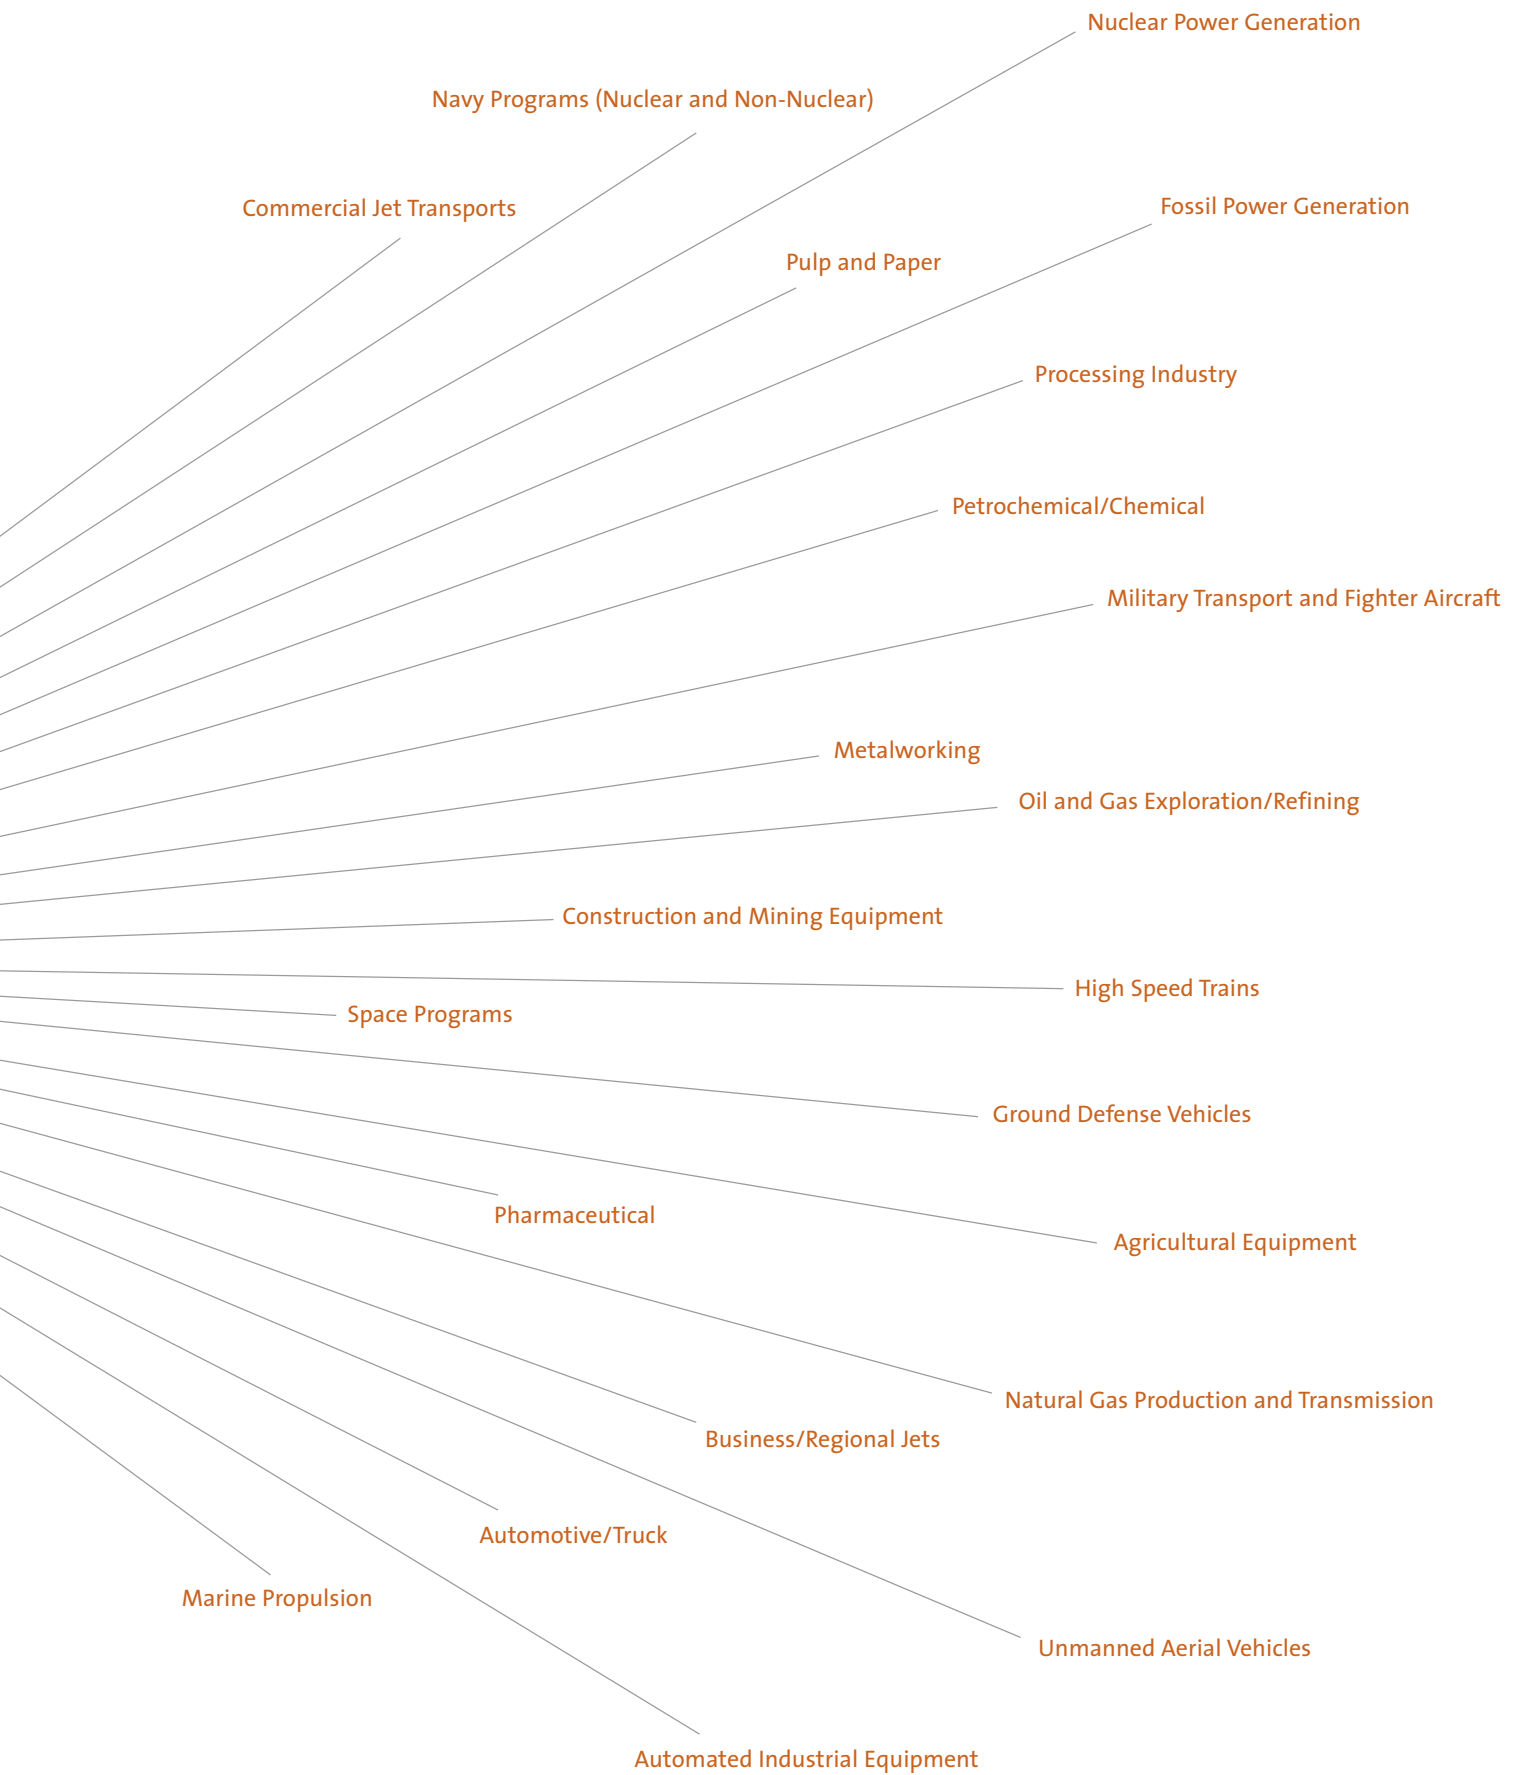 Nuclear Power Generation
Navy Programs (Nuclear and Non-Nuclear)
Commercial Jet Transports
Fossil Power Generation
Pulp and Paper
Processing Industry
Petrochemical/Chemical
Military Transport and Fighter Aircraft
Metalworking
Oil and Gas Exploration/Refining
Construction and Mining Equipment
High Speed Trains
Space Programs
Ground Defense Vehicles
Pharmaceutical
Agricultural Equipment
Natural Gas Production and Transmission
Business/Regional Jets
Automotive/Truck
Marine Propulsion
Unmanned Aerial Vehicles
Automated Industrial Equipment